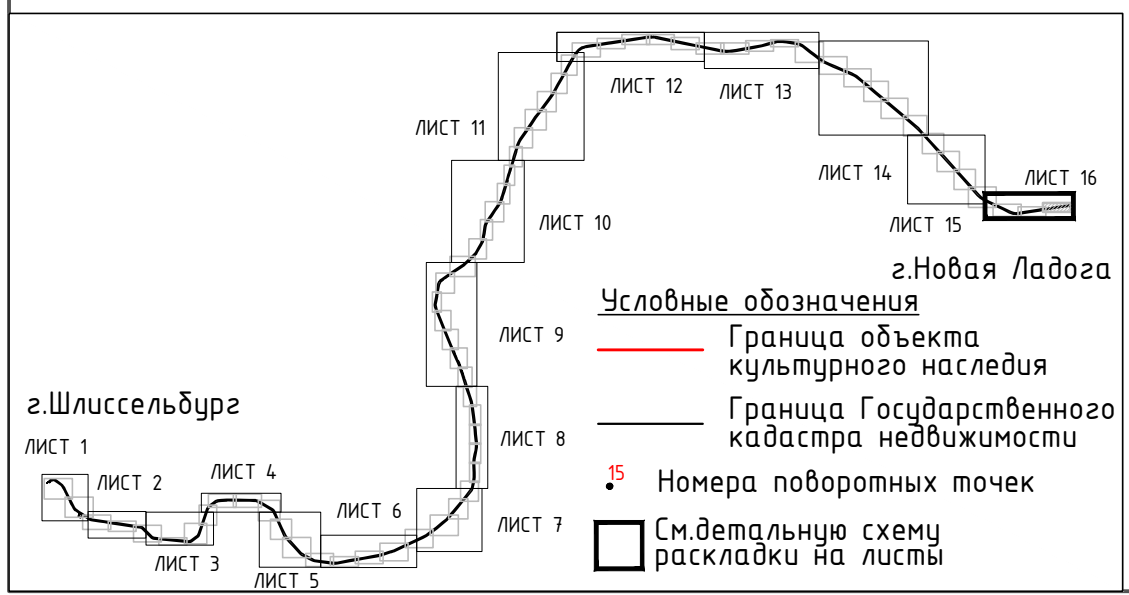 ЛИСТ 12
ЛИСТ 13
ЛИСТ 11
ЛИСТ 14
ЛИСТ 16
ЛИСТ 10
ЛИСТ 15
г.Новая Ладога
Условные обозначения
Граница объекта
культурного наследия
ЛИСТ 9
г.Шлиссельбург
Граница Государственного
кадастра недвижимости
ЛИСТ 1
ЛИСТ 8
ЛИСТ 2
ЛИСТ 4
15
Номера поворотных точек
ЛИСТ 6
ЛИСТ 7
См.детальную схему
раскладки на листы
ЛИСТ 3
ЛИСТ 5